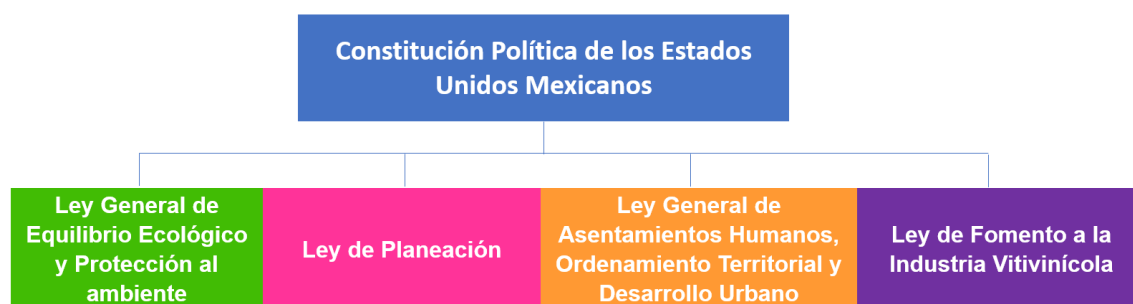 Constitución Política de los Estados
Unidos Mexicanos
Ley General de
Equilibrio Ecológico
y Protección al
ambiente
Ley de Planeación
Ley General de
Asentamientos Humanos,
Ordenamiento Territorial y
Desarrollo Urbano
Ley de Fomento a la
Industria Vitivinícola